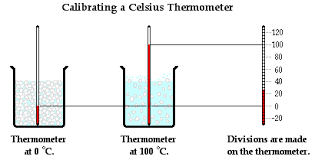 Calibrating a Celsius Thermometer
120
100
80
60
40
20
0
-20
Thermometer
at 0 °C.
Thermometer
at 100 °C.
Divisions are made
on the thermometer.